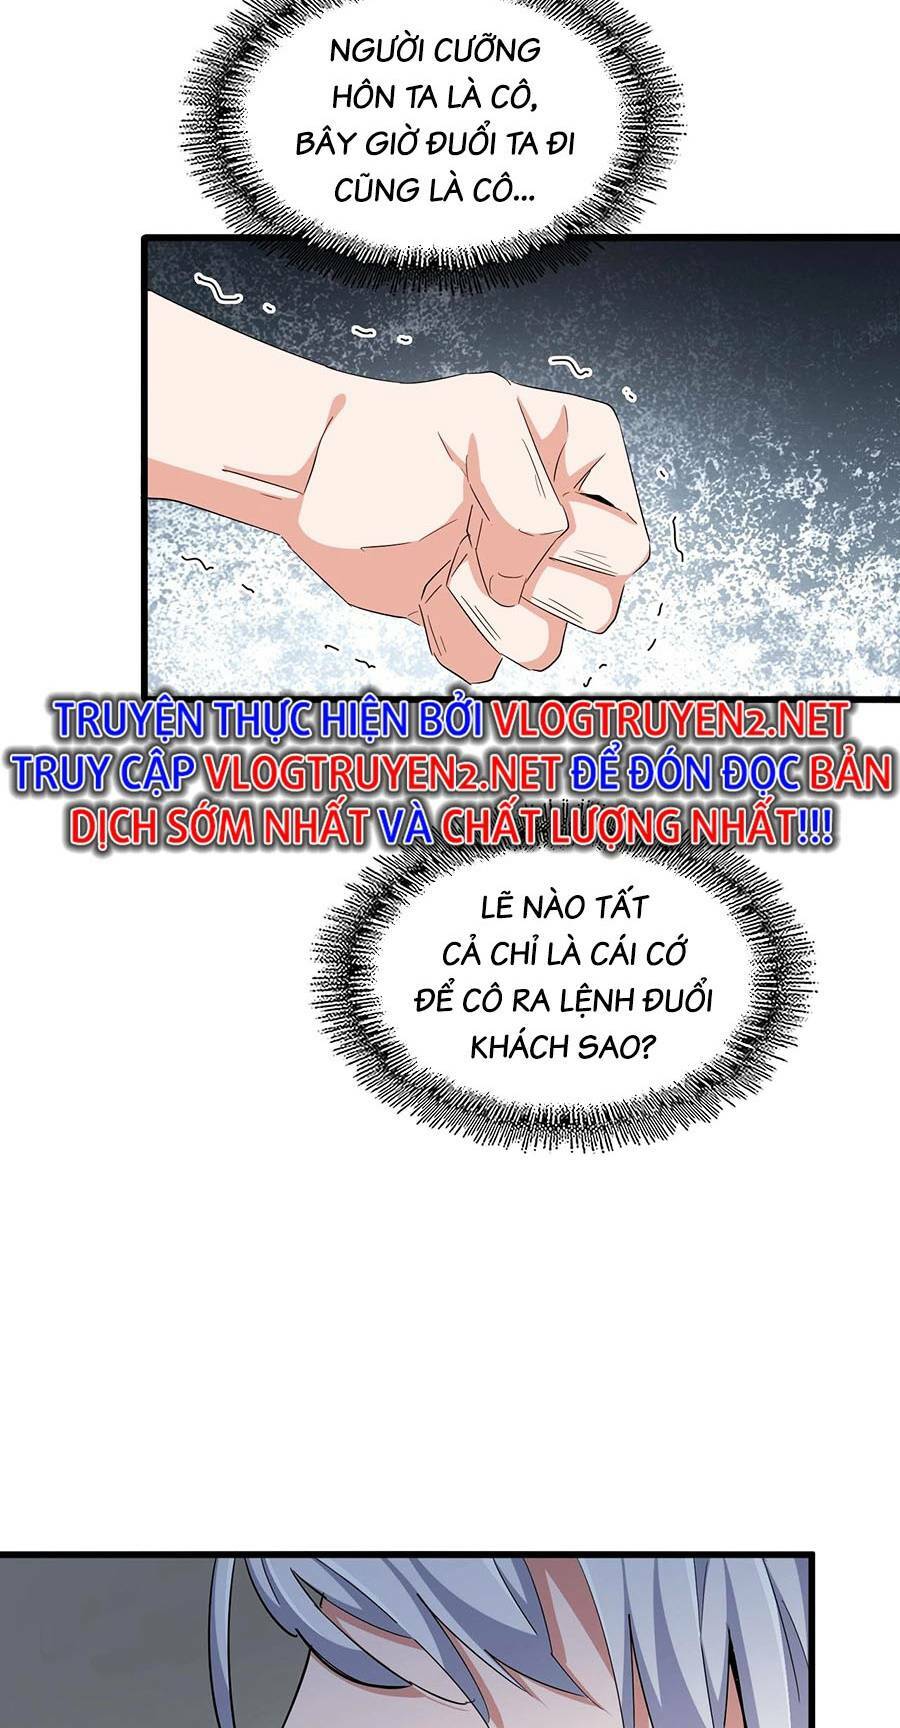 NGƯỜI CƯỠNG
HÔN TA LÀ CÔ,
BÂY GIỜ ĐUỔI TA ĐI
CŨNG LÀ CÔ...
TRUYỆN THỰC HIỆN BỞI VLOGTRUYEN2.NET
TRUY CẬP VLOGTRUYEN2.NET ĐỂ ĐÓN ĐỌC BẢN
DỊCH SỚM NHẤT VÀ CHẤT LƯỢNG NHẤT!!!
LẼ NÀO TẤT
CẢ CHỈ LÀ CÁI CỚ
ĐỂ CÔ RA LỆNH ĐUỔI
KHÁCH SAO?